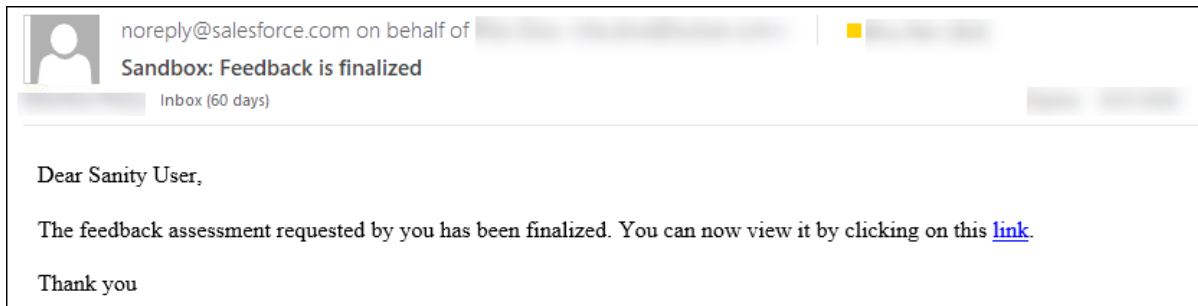 noreply@salesforce.com on behalf of
Sandbox: Feedback is finalized
Inbox (60 days)
Dear Sanity User,
The feedback assessment requested by you has been finalized. You can now view it by clicking on this link.
Thank you